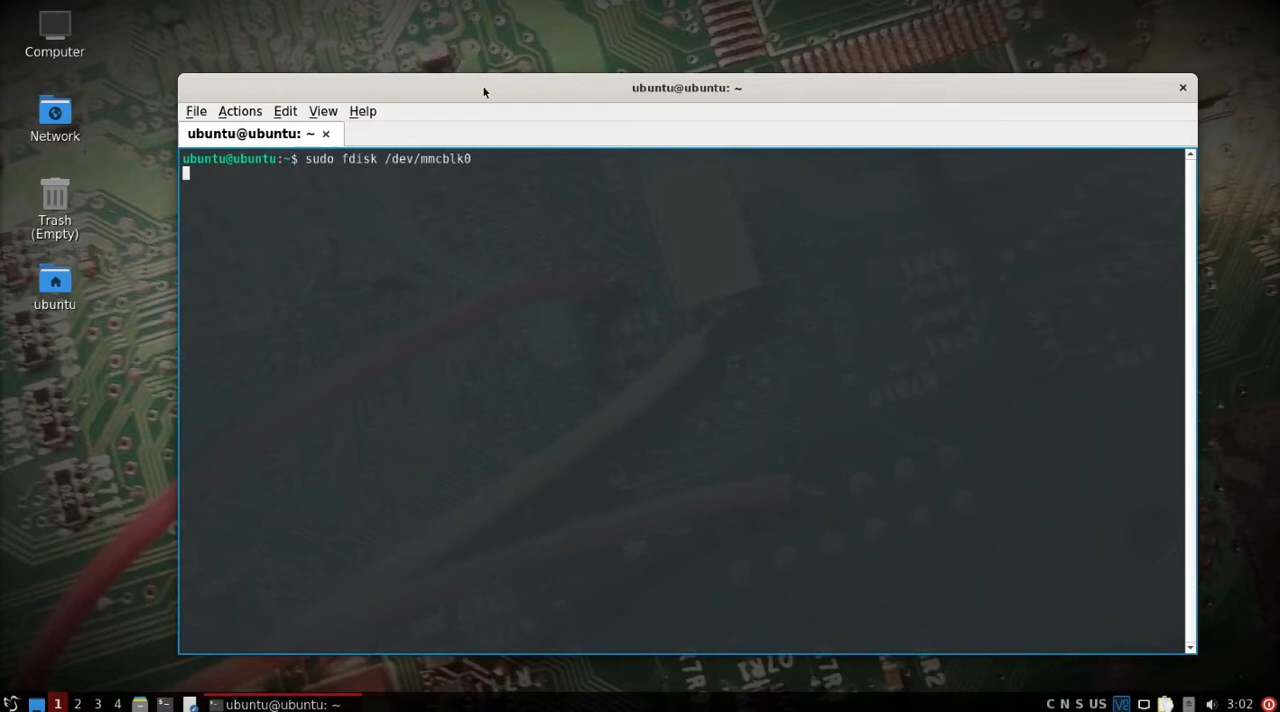 Computer
Network
Trash
(Empty)
ubuntu
ubuntu@ubuntu: ~
File Actions Edit View Help
ubuntu@ubuntu: ~
ubuntu@ubuntu:~$ sudo fdisk /dev/mmcblk0
1 2 3 4 ubuntu@ubuntu: ~ C N S US 3:02